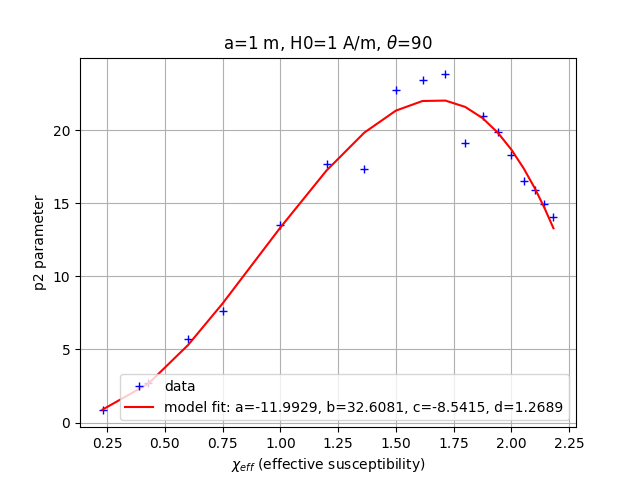 a=1 m, H0=1 A/m, θ=90
p2 parameter
20
15
10
5
0
data
model fit: a=-11.9929, b=32.6081, c=-8.5415, d=1.2689
0.25 0.50 0.75 1.00 1.25 1.50 1.75 2.00 2.25
χeff (effective susceptibility)